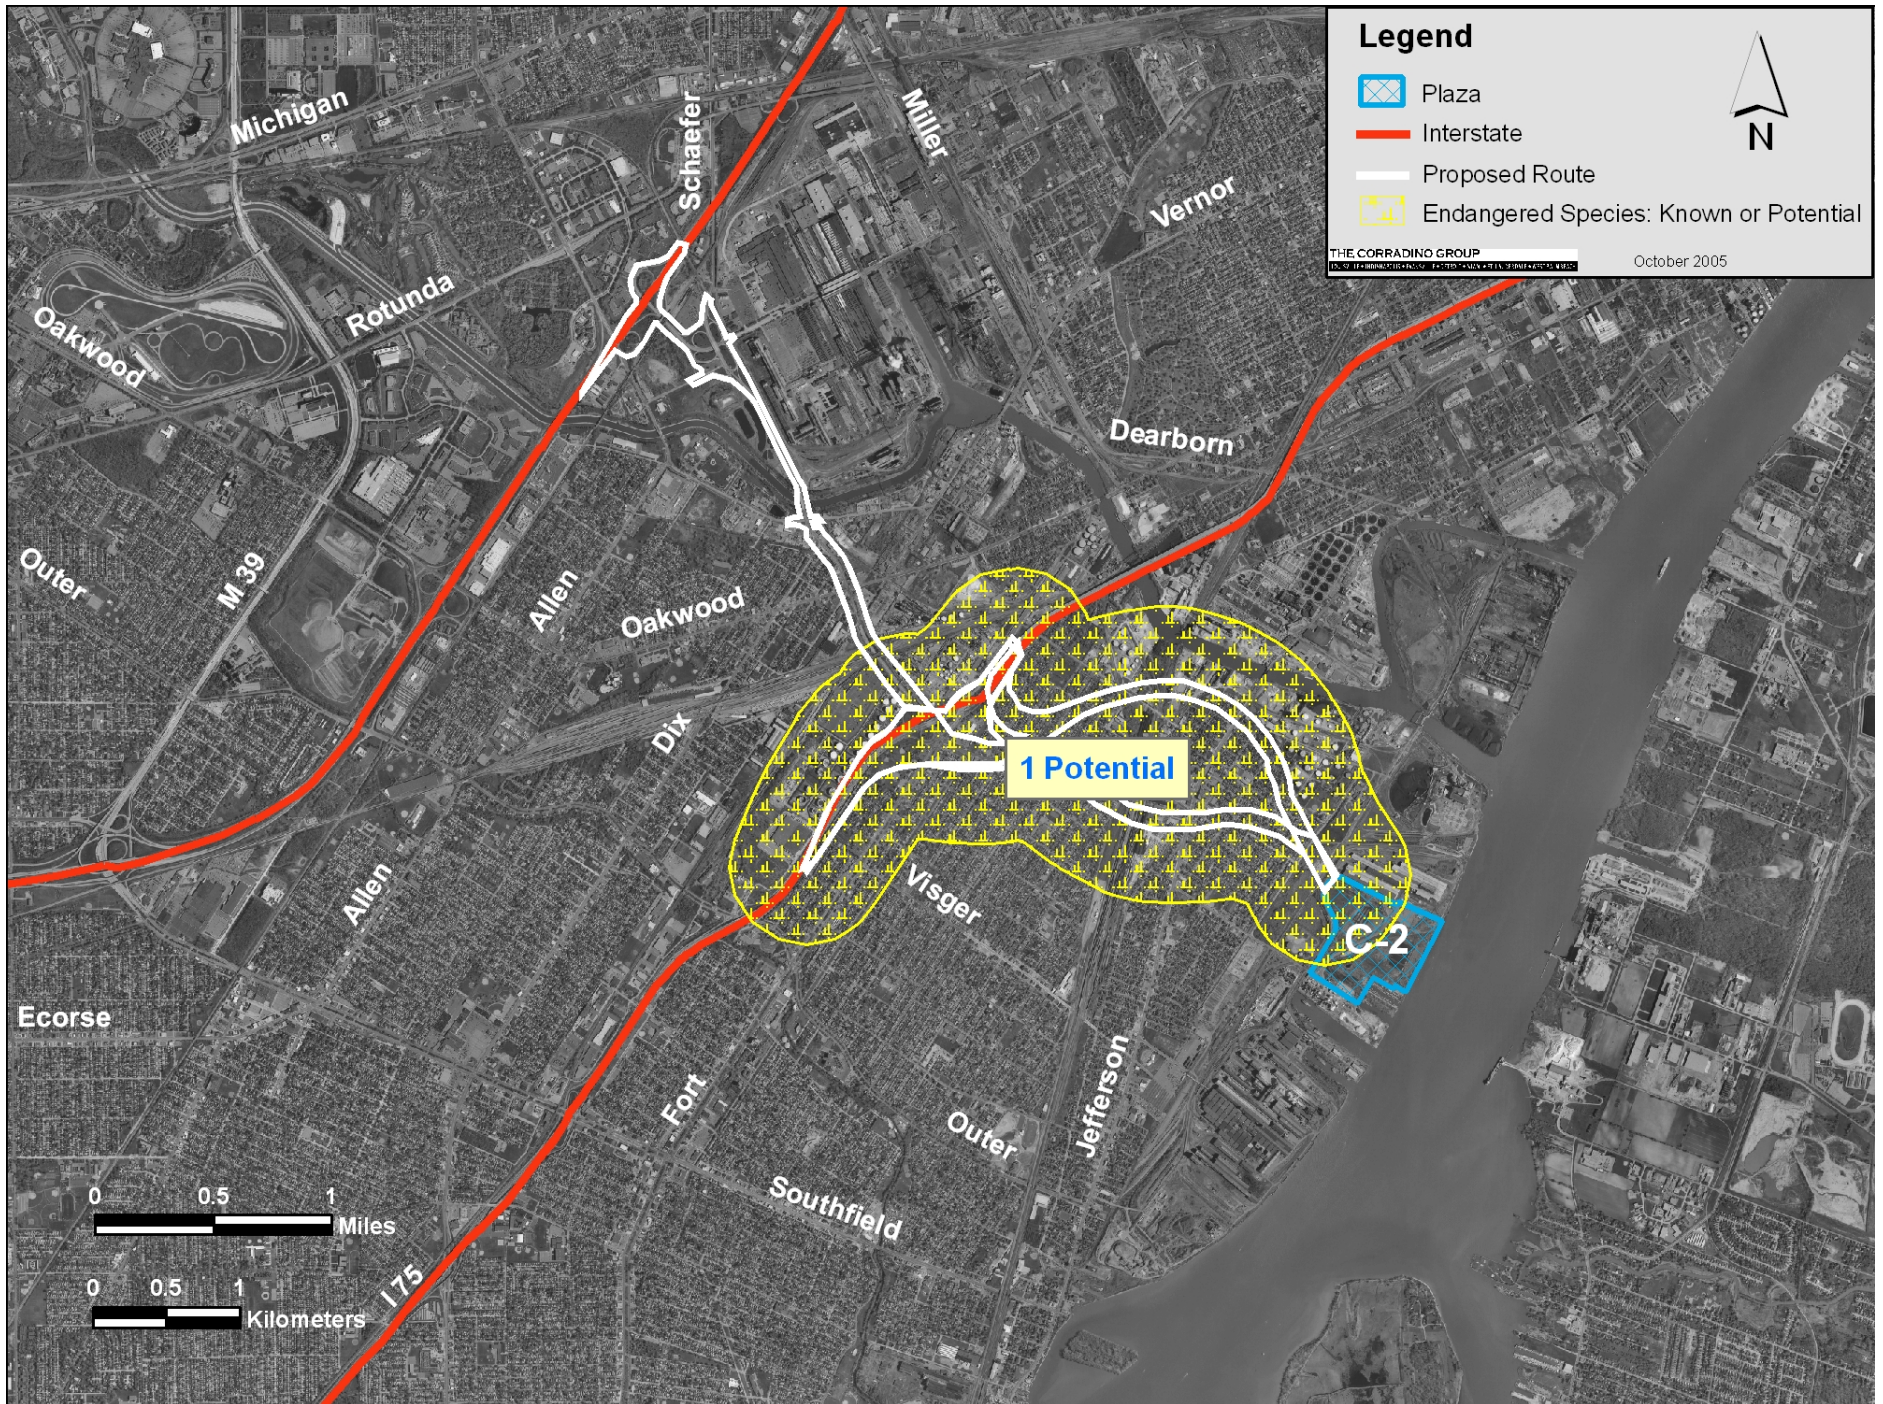 Legend
Plaza
Interstate
Proposed Route
Endangered Species: Known or Potential
N
THE CORRADINO GROUP
October 2005
Michigan
Schaefer
Miller
Vernor
Rotunda
Oakwood
Dearborn
Outer
M 39
Allen
Oakwood
Dix
1 Potential
Allen
Visger
C-2
Ecorse
Fort
Jefferson
Outer
Southfield
I 75
0 0.5 1
Miles
0 0.5 1
Kilometers